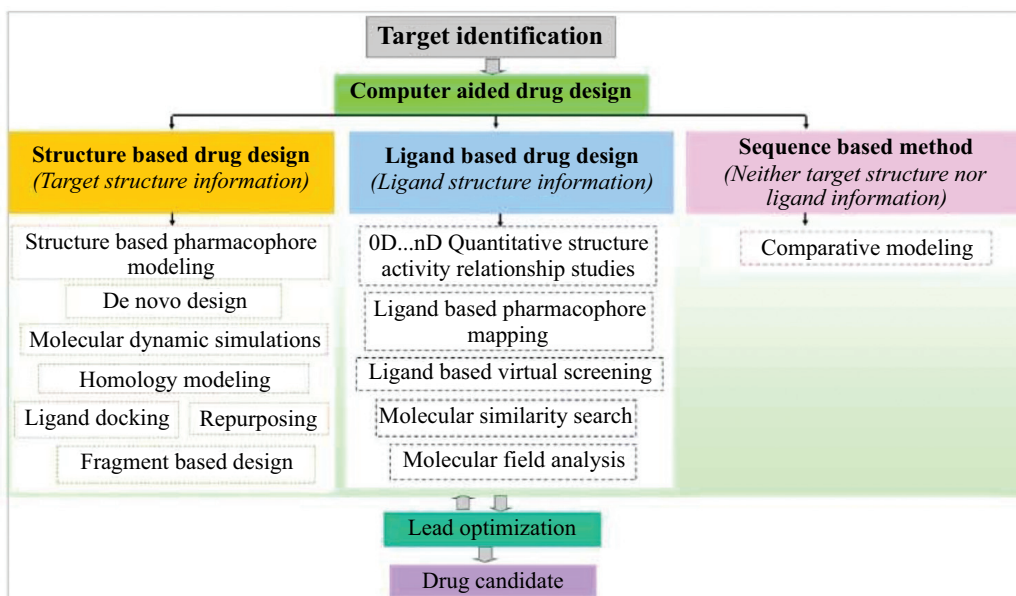 Target identification
Computer aided drug design
Structure based drug design
(Target structure information)
Structure based pharmacophore
modeling
De novo design
Molecular dynamic simulations
Homology modeling
Ligand docking
Repurposing
Fragment based design
Ligand based drug design
(Ligand structure information)
0D...nD Quantitative structure
activity relationship studies
Ligand based pharmacophore
mapping
Ligand based virtual screening
Molecular similarity search
Molecular field analysis
Sequence based method
(Neither target structure nor
ligand information)
Comparative modeling
Lead optimization
Drug candidate